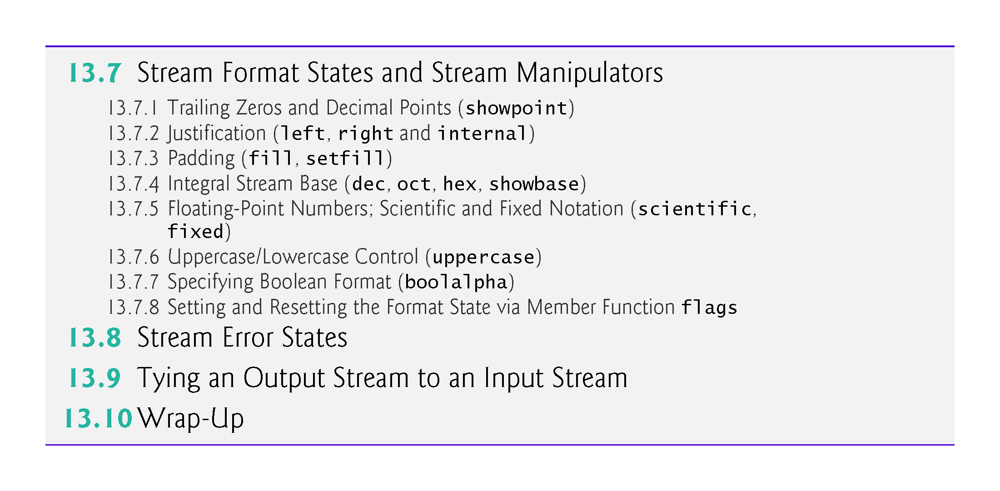 13.7 Stream Format States and Stream Manipulators
13.7.1 Trailing Zeros and Decimal Points (showpoint)
13.7.2 Justification (left, right and internal)
13.7.3 Padding (fill, setfill)
13.7.4 Integral Stream Base (dec, oct, hex, showbase)
13.7.5 Floating-Point Numbers; Scientific and Fixed Notation (scientific,
fixed)
13.7.6 Uppercase/Lowercase Control (uppercase)
13.7.7 Specifying Boolean Format (boolalpha)
13.7.8 Setting and Resetting the Format State via Member Function flags
13.8 Stream Error States
13.9 Tying an Output Stream to an Input Stream
13.10 Wrap-Up